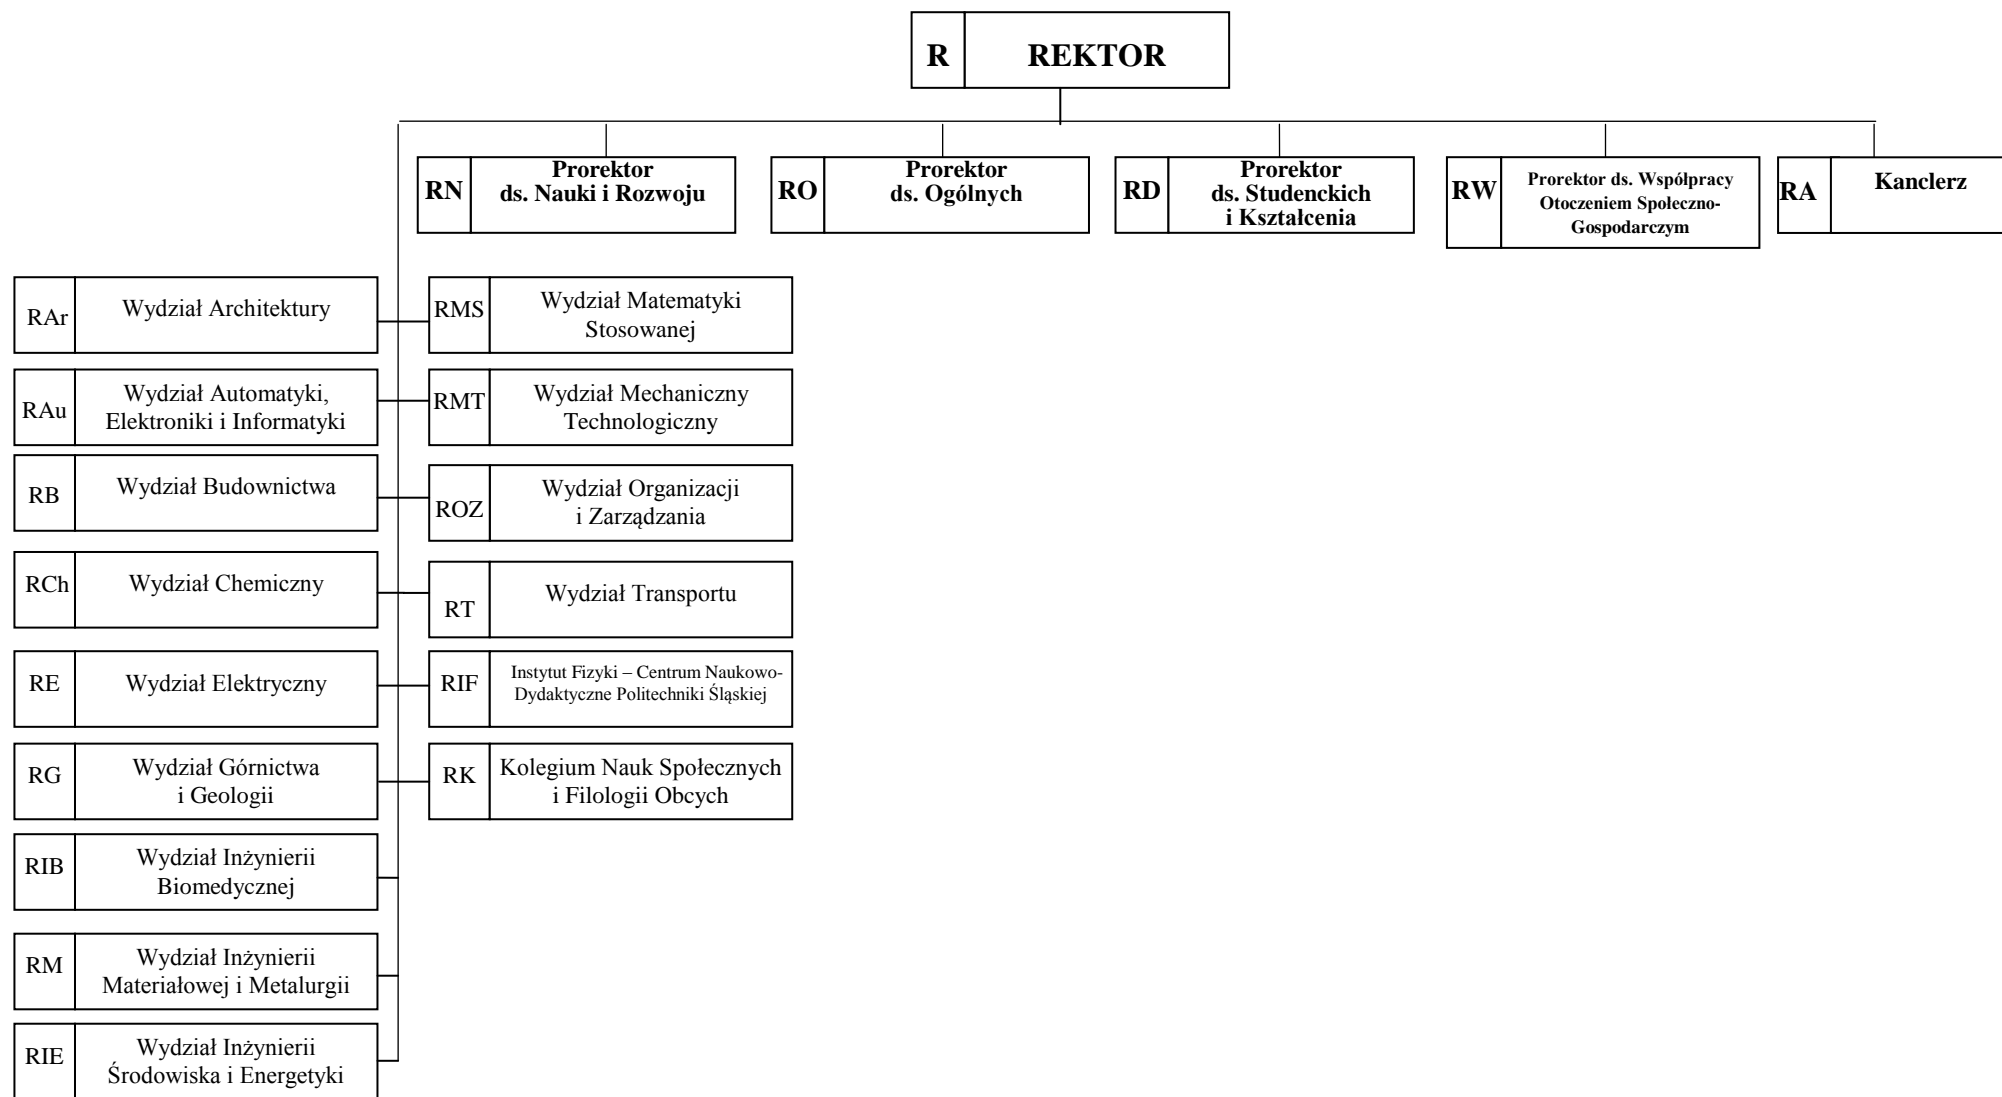 R REKTOR
RN
Prorektor
ds. Nauki i Rozwoju
RO
Prorektor
ds. Ogólnych
RD
Prorektor
ds. Studenckich
i Kształcenia
RW
Prorektor ds. Współpracy
Otoczeniem Społeczno-
Gospodarczym
RA
Kanclerz
RAr
Wydział Architektury
RMS
Wydział Matematyki
Stosowanej
RAu
Wydział Automatyki,
Elektroniki i Informatyki
RMT
Wydział Mechaniczny
Technologiczny
RB
Wydział Budownictwa
ROZ
Wydział Organizacji
i Zarządzania
RCh
Wydział Chemiczny
RT
Wydział Transportu
RE
Wydział Elektryczny
RIF
Instytut Fizyki – Centrum Naukowo-
Dydaktyczne Politechniki Śląskiej
RG
Wydział Górnictwa
i Geologii
RK
Kolegium Nauk Społecznych
i Filologii Obcych
RIB
Wydział Inżynierii
Biomedycznej
RM
Wydział Inżynierii
Materiałowej i Metalurgii
RIE
Wydział Inżynierii
Środowiska i Energetyki